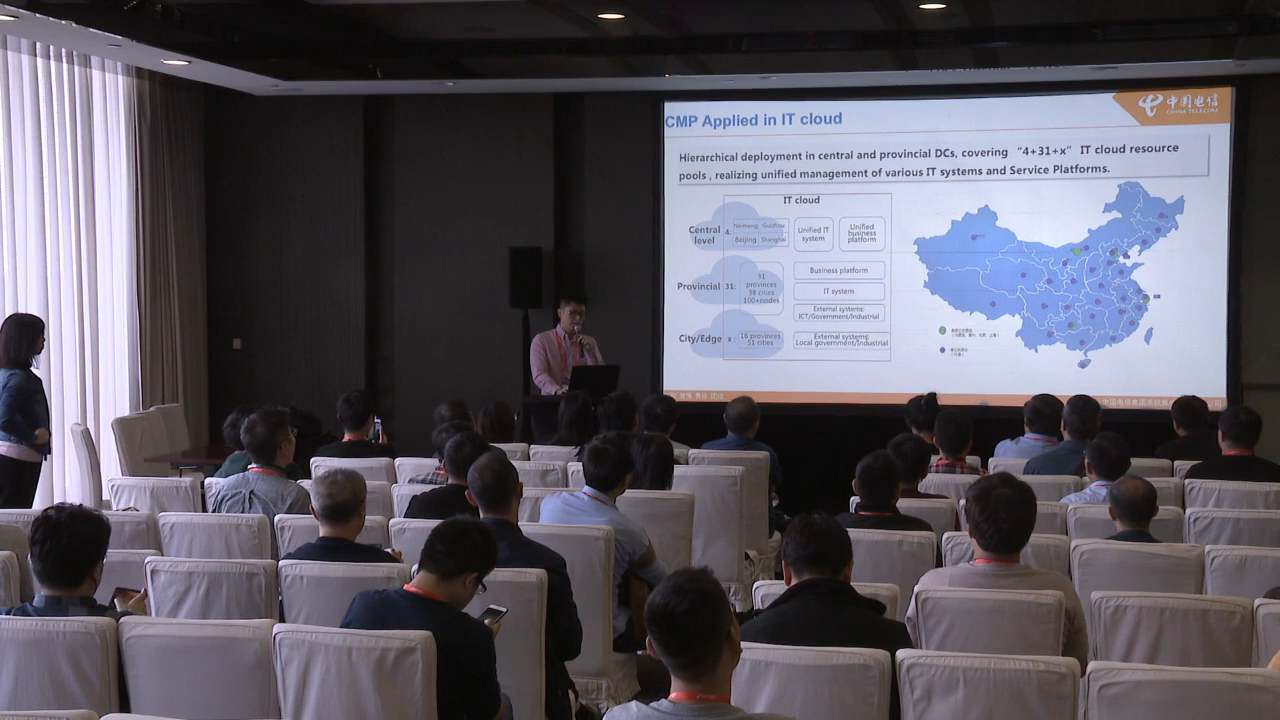 CMP Applied in IT cloud
中国电信
CHINA TELECOM
Hierarchical deployment in central and provincial DCs, covering “4+31+x” IT cloud resource
pools , realizing unified management of various IT systems and Service Platforms.
IT cloud
Central
level
4:
Neimeng Guizhou
Beijing Shanghai
Unified IT
system
Unified
business
platform
Provincial 31:
31
provinces
98 cities
100+nodes
Business platform
IT system
External systems:
ICT/Government/Industrial
City/Edge x :
16 provinces
51 cities
External systems:
Local government/Industrial